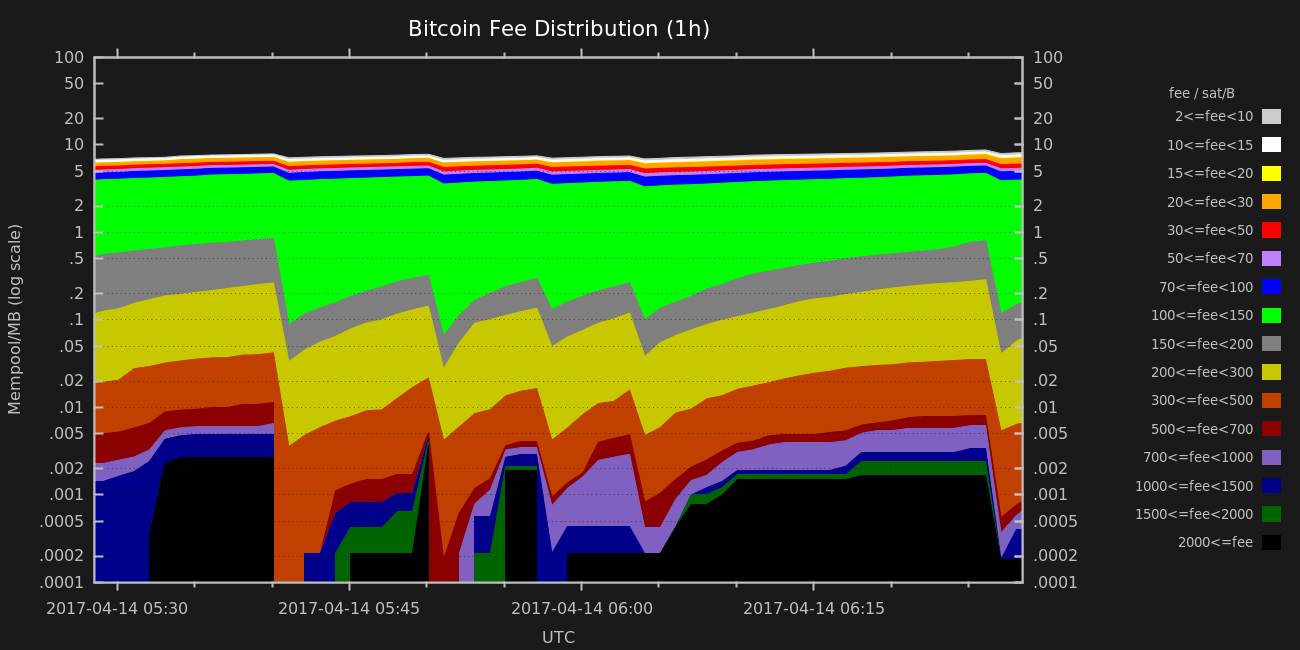 Bitcoin Fee Distribution (1h)
100 100
50 50
20 20
10 10
5 5
2 2
1 1
.5 .5
.2 .2
.1 .1
.05 .05
.02 .02
.01 .01
.005 .005
.002 .002
.001 .001
.0005 .0005
.0002 .0002
.0001 .0001
Mempool/MB (log scale)
2017-04-14 05:30 2017-04-14 05:45 2017-04-14 06:00 2017-04-14 06:15
UTC
fee / sat/B
2<=fee<10
10<=fee<15
15<=fee<20
20<=fee<30
30<=fee<50
50<=fee<70
70<=fee<100
100<=fee<150
150<=fee<200
200<=fee<300
300<=fee<500
500<=fee<700
700<=fee<1000
1000<=fee<1500
1500<=fee<2000
2000<=fee